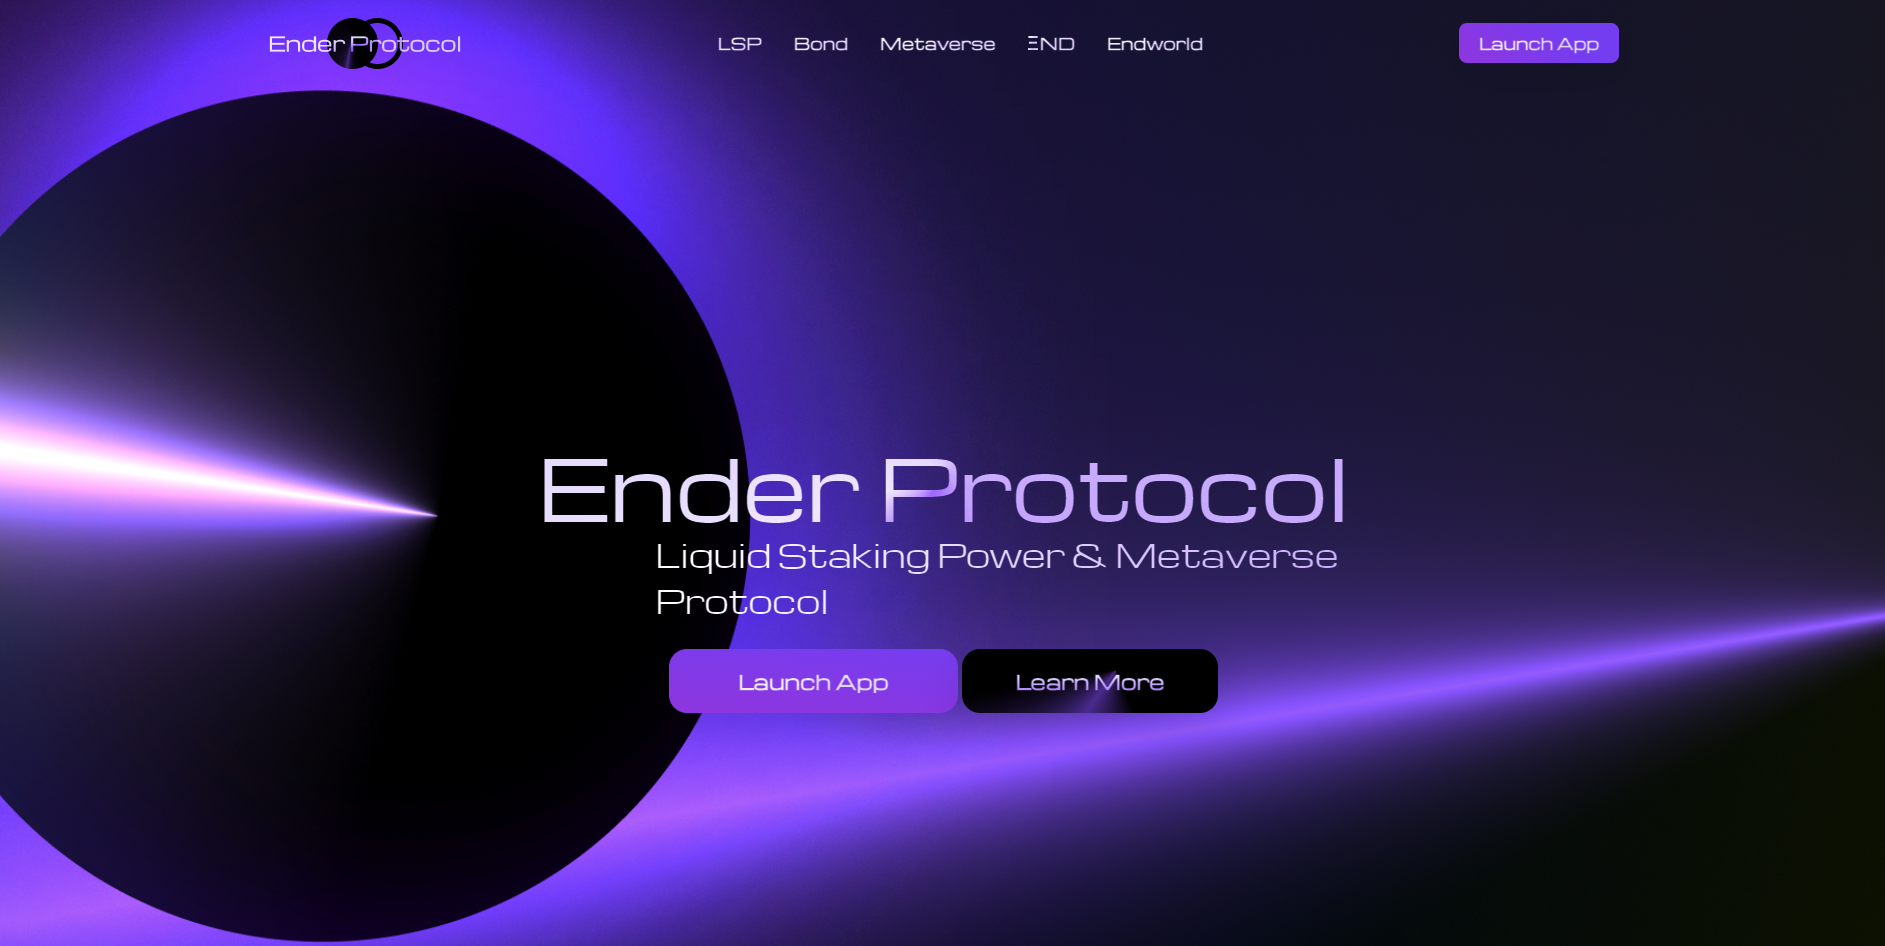 Ender Protocol
LSP Bond Metaverse ΞND Endworld
Launch App
Ender Protocol
Liquid Staking Power & Metaverse
Protocol
Launch App
Learn More